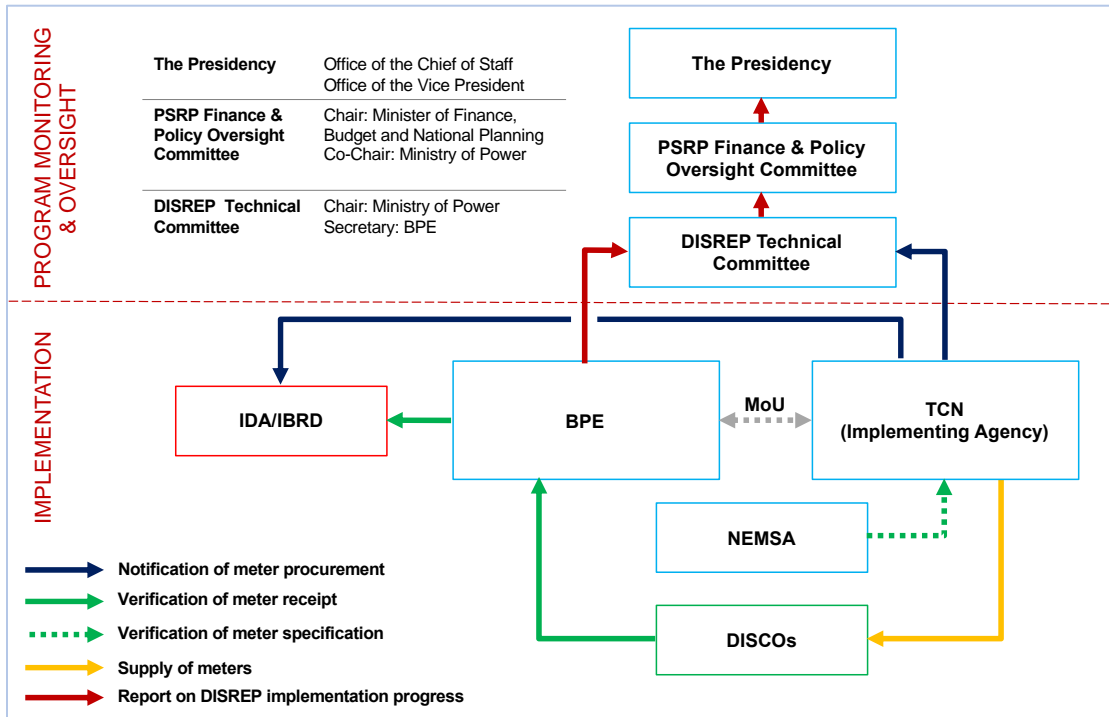 PROGRAM MONITORING
& OVERSIGHT
The Presidency
Office of the Chief of Staff
Office of the Vice President
PSRP Finance &
Policy Oversight
Committee
Chair: Minister of Finance,
Budget and National Planning
Co-Chair: Ministry of Power
DISREP Technical
Committee
Chair: Ministry of Power
Secretary: BPE
The Presidency
PSRP Finance & Policy
Oversight Committee
DISREP Technical
Committee
IMPLEMENTATION
IDA/IBRD
BPE
MoU
TCN
(Implementing Agency)
NEMSA
DISCOs
Notification of meter procurement
Verification of meter receipt
Verification of meter specification
Supply of meters
Report on DISREP implementation progress